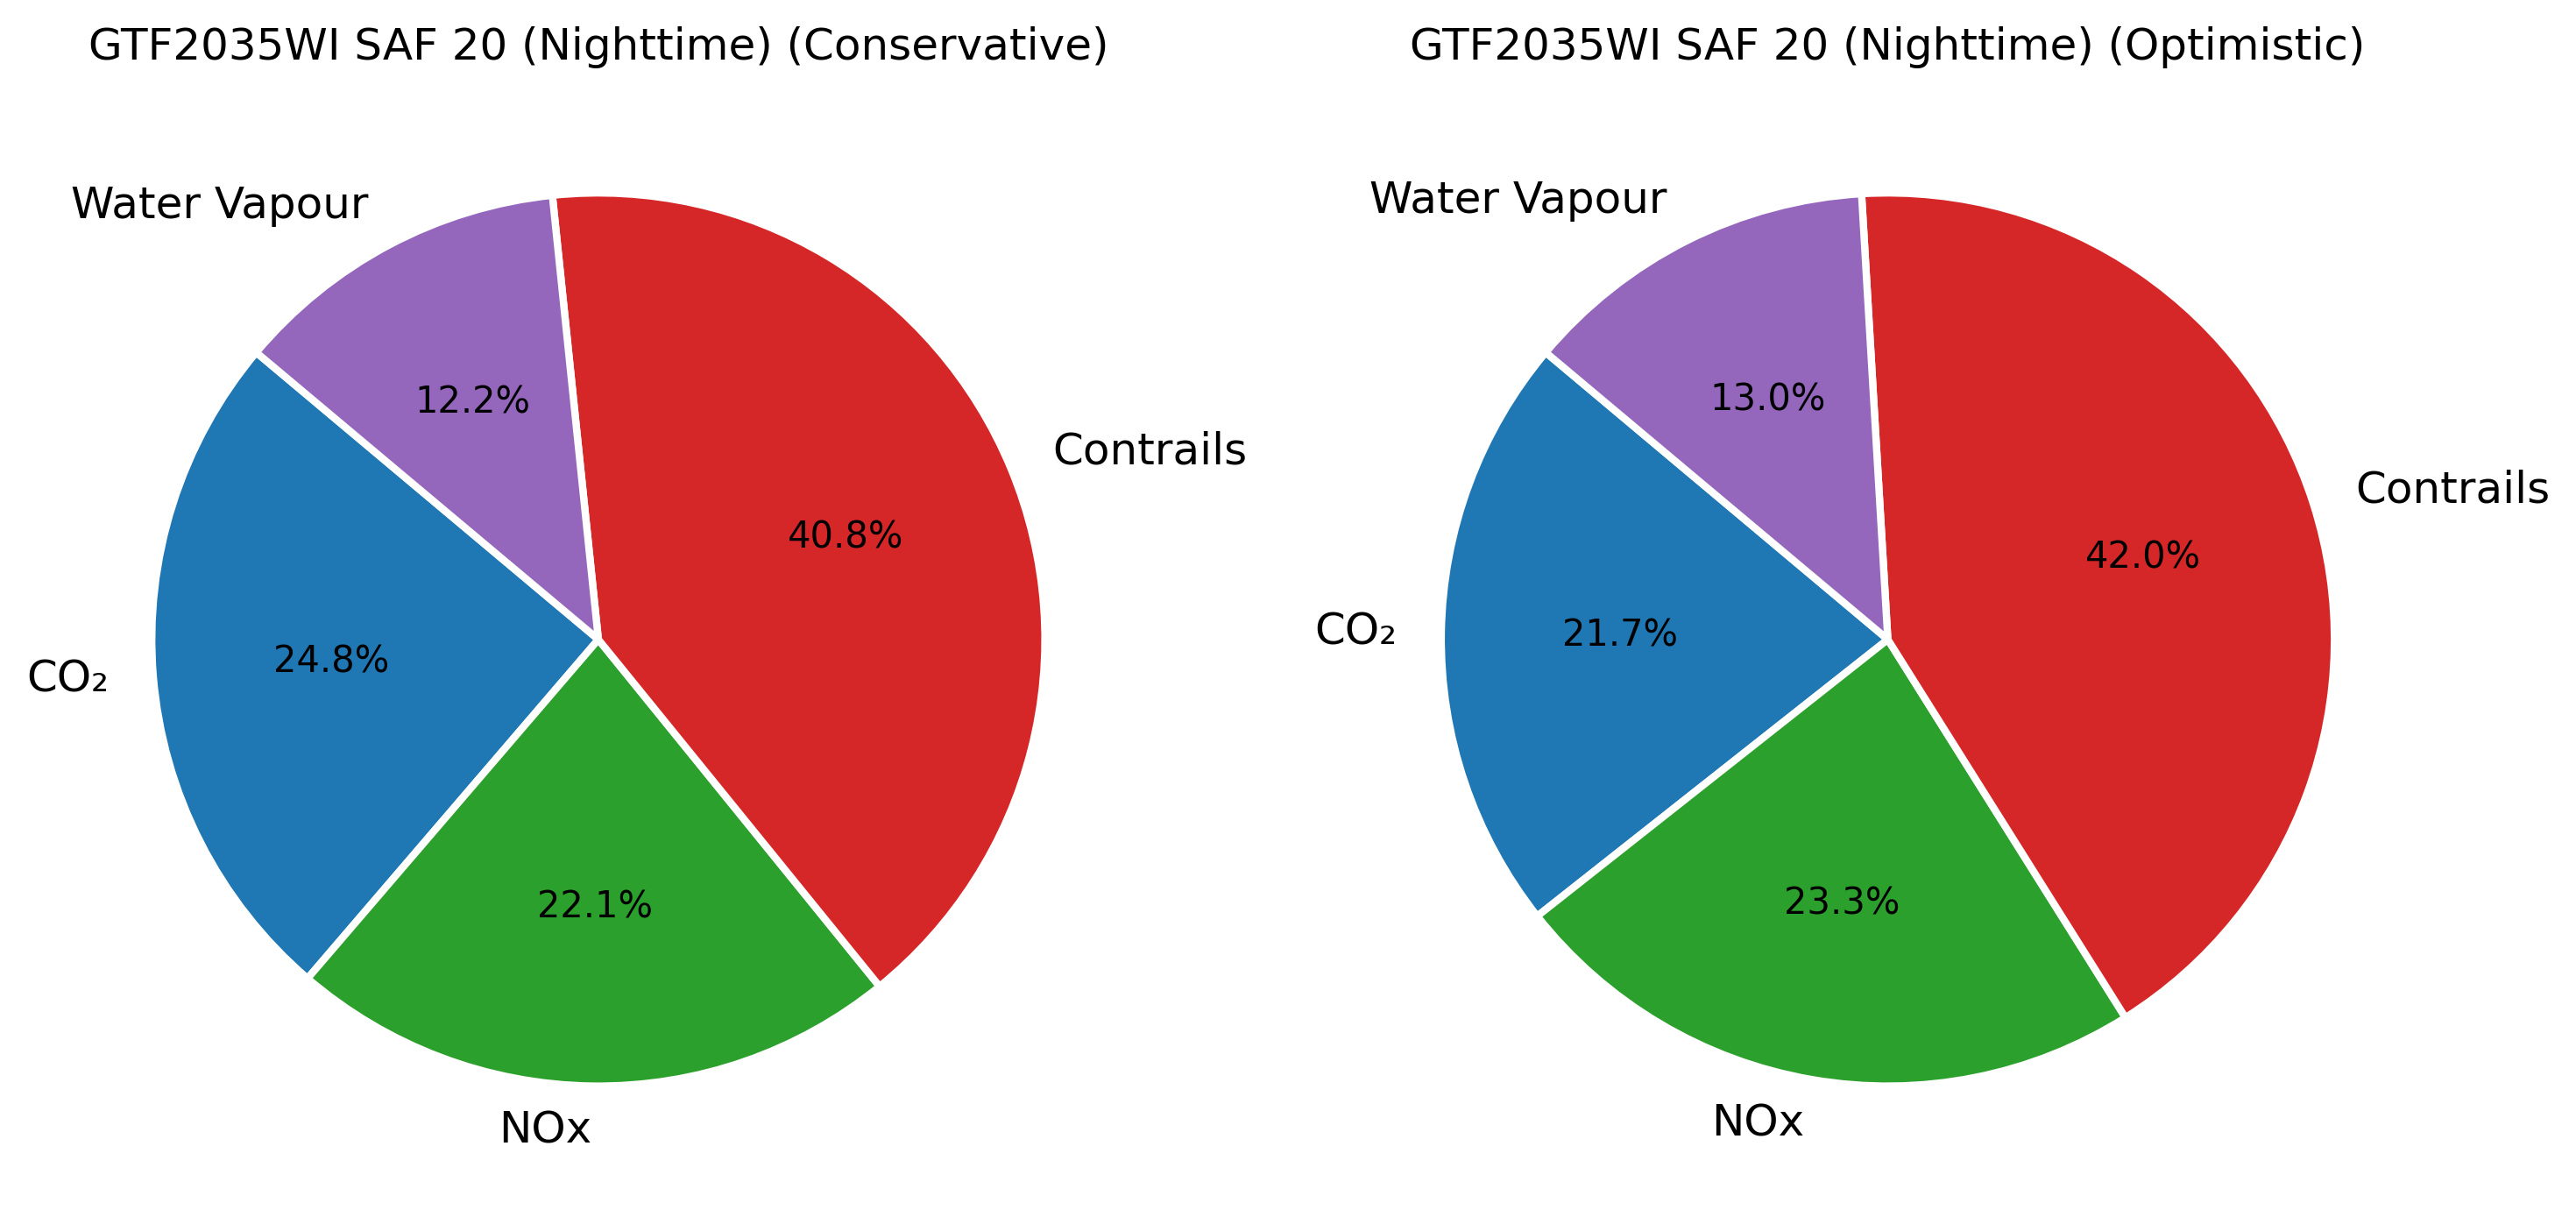 GTF2035WI SAF 20 (Nighttime) (Conservative)
Water Vapour
12.2%
Contrails
40.8%
CO₂
24.8%
22.1%
NOx
GTF2035WI SAF 20 (Nighttime) (Optimistic)
Water Vapour
13.0%
Contrails
42.0%
CO₂
21.7%
23.3%
NOx